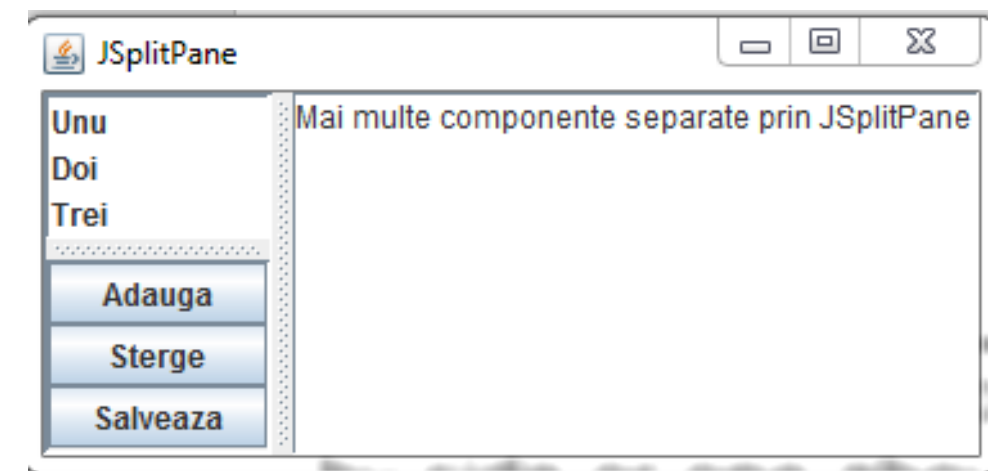 JSplitPane
Unu
Doi
Trei
Adauga
Sterge
Salveaza
Mai multe componente separate prin JSplitPane